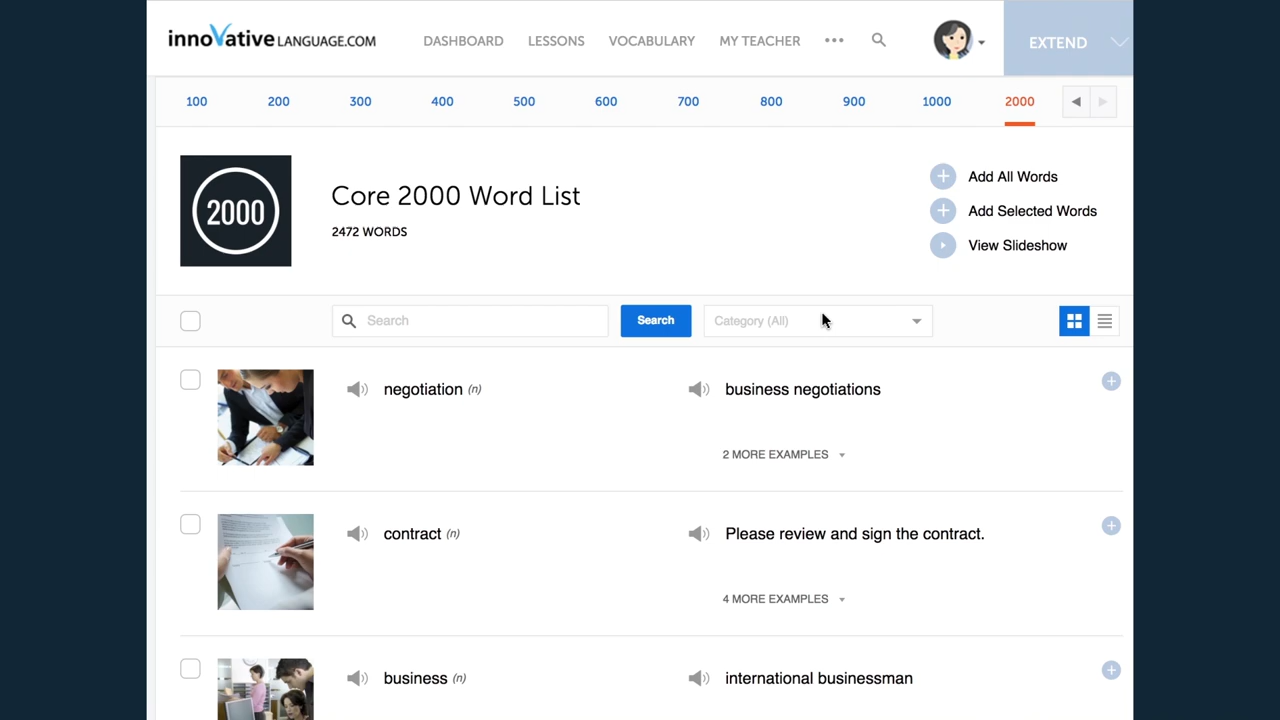 innoVative LANGUAGE.COM
DASHBOARD LESSONS VOCABULARY MY TEACHER EXTEND
100 200 300 400 500 600 700 800 900 1000 2000
2000
Core 2000 Word List
2472 WORDS
Add All Words
Add Selected Words
View Slideshow
Search Search Category (All)
negotiation (n) business negotiations
2 MORE EXAMPLES
contract (n) Please review and sign the contract.
4 MORE EXAMPLES
business (n) international businessman